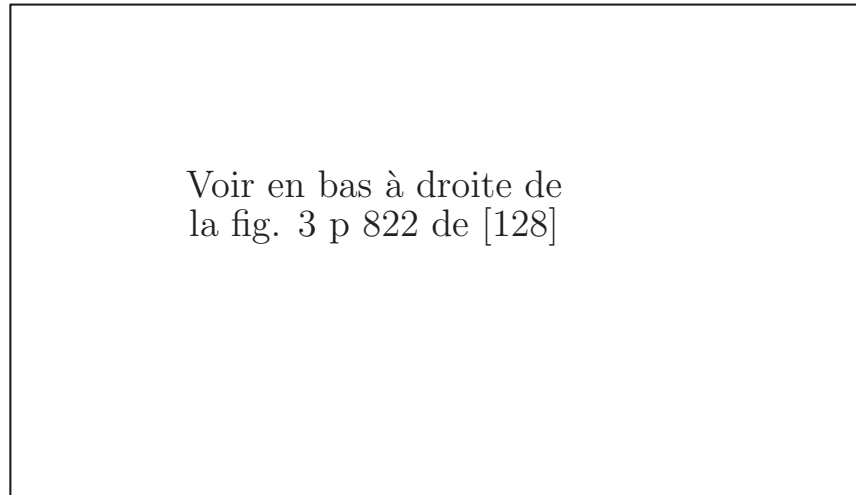 Voir en bas à droite de
la fig. 3 p 822 de [128]